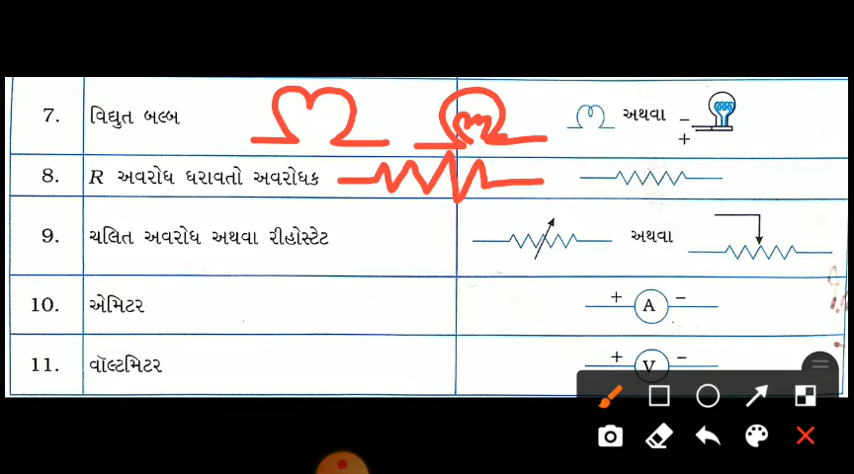 7. વિદ્યુત બલ્બ અથવા − +
8. R અવરોધ ધરાવતો અવરોધક
9. ચલિત અવરોધ અથવા રીહોસ્ટેટ અથવા
10. એમિટર + A −
11. વૉલ્ટમિટર + V −